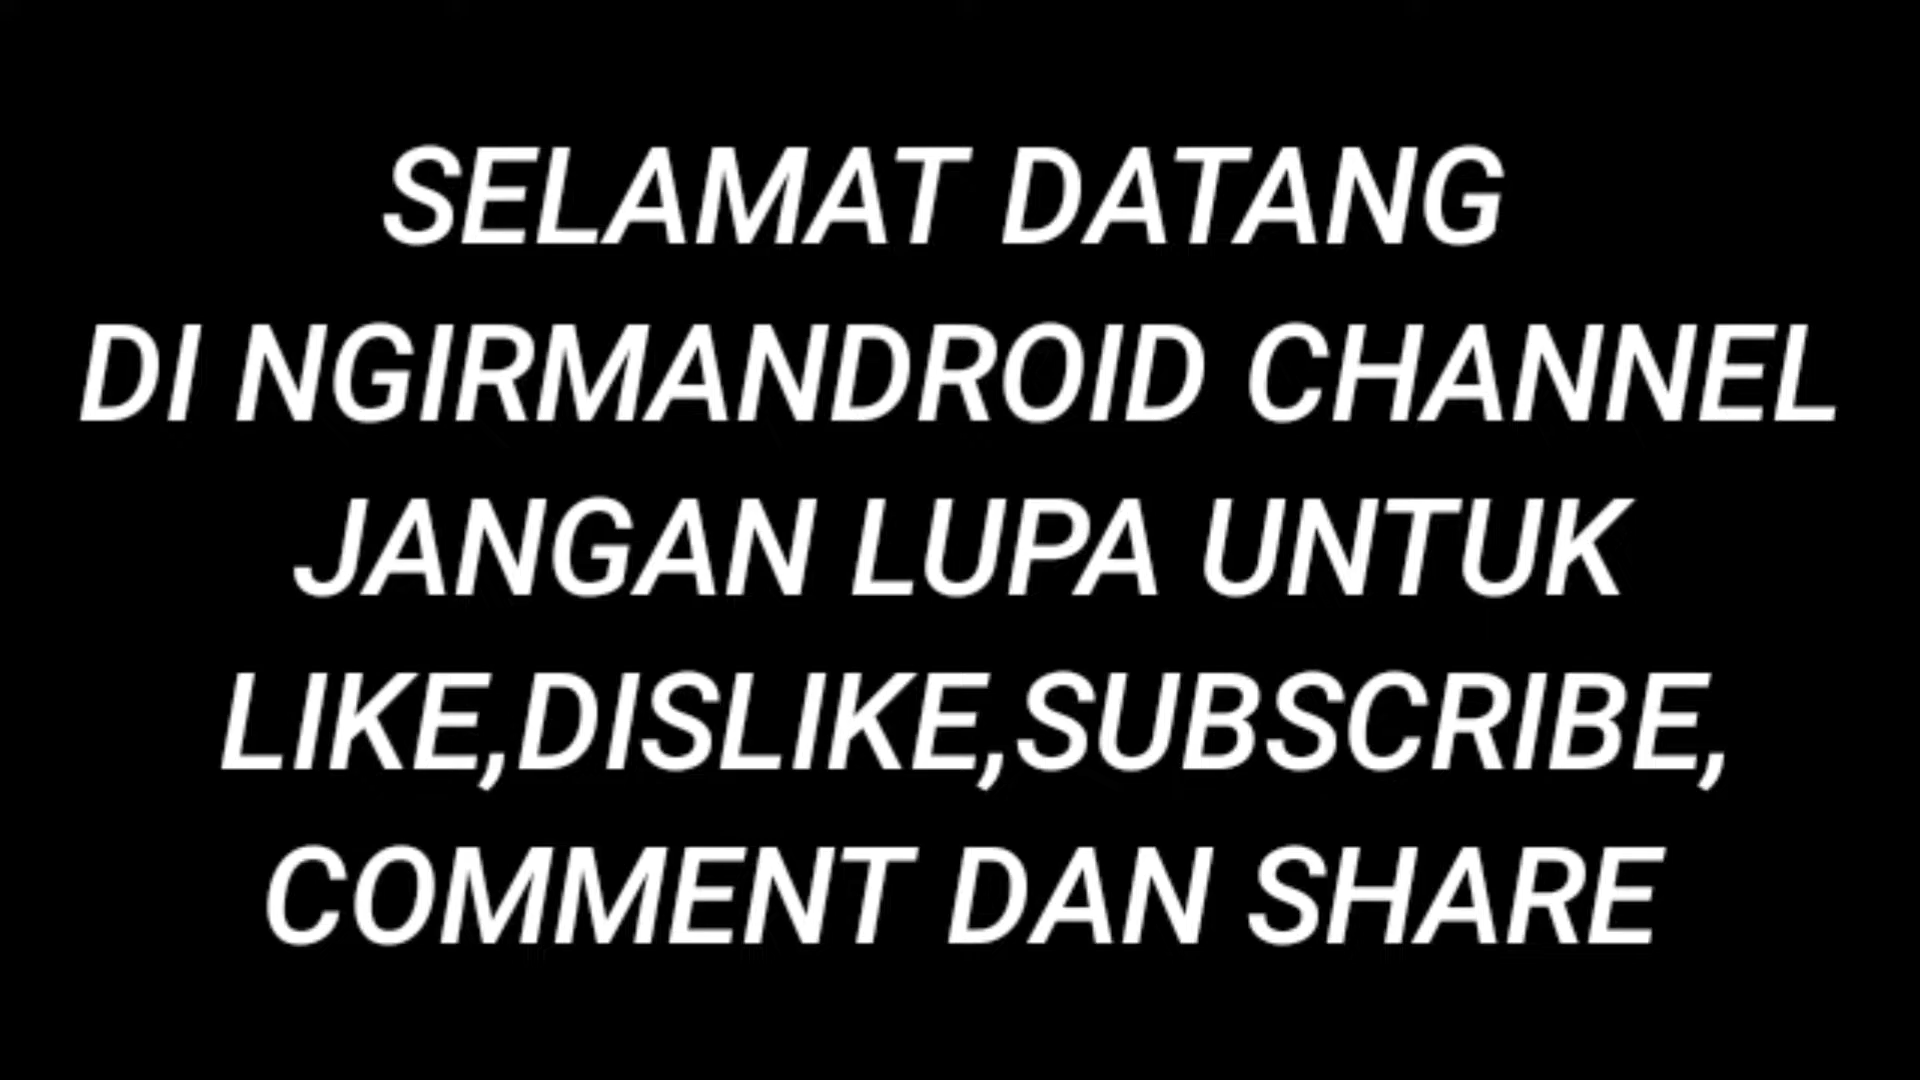 SELAMAT DATANG
DI NGIRMANDROID CHANNEL
JANGAN LUPA UNTUK
LIKE,DISLIKE,SUBSCRIBE,
COMMENT DAN SHARE